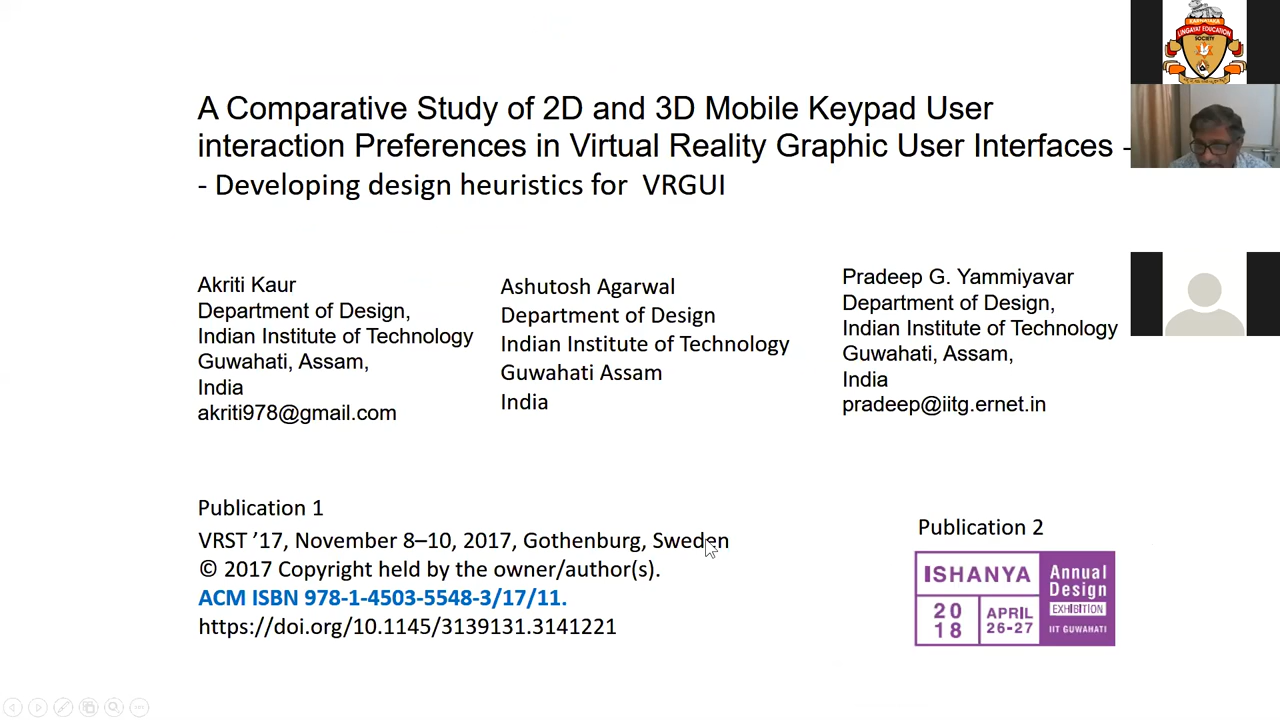 KARNATAKA
LINGAYAT EDUCATION
SOCIETY
A Comparative Study of 2D and 3D Mobile Keypad User
interaction Preferences in Virtual Reality Graphic User Interfaces -
- Developing design heuristics for VRGUI
Akriti Kaur
Department of Design,
Indian Institute of Technology
Guwahati, Assam,
India
akriti978@gmail.com
Ashutosh Agarwal
Department of Design
Indian Institute of Technology
Guwahati Assam
India
Pradeep G. Yammiyavar
Department of Design,
Indian Institute of Technology
Guwahati, Assam,
India
pradeep@iitg.ernet.in
Publication 1
VRST ’17, November 8–10, 2017, Gothenburg, Sweden
© 2017 Copyright held by the owner/author(s).
ACM ISBN 978-1-4503-5548-3/17/11.
https://doi.org/10.1145/3139131.3141221
Publication 2
ISHANYA
20
18
APRIL
26-27
Annual
Design
EXHIBITION
IIT GUWAHATI